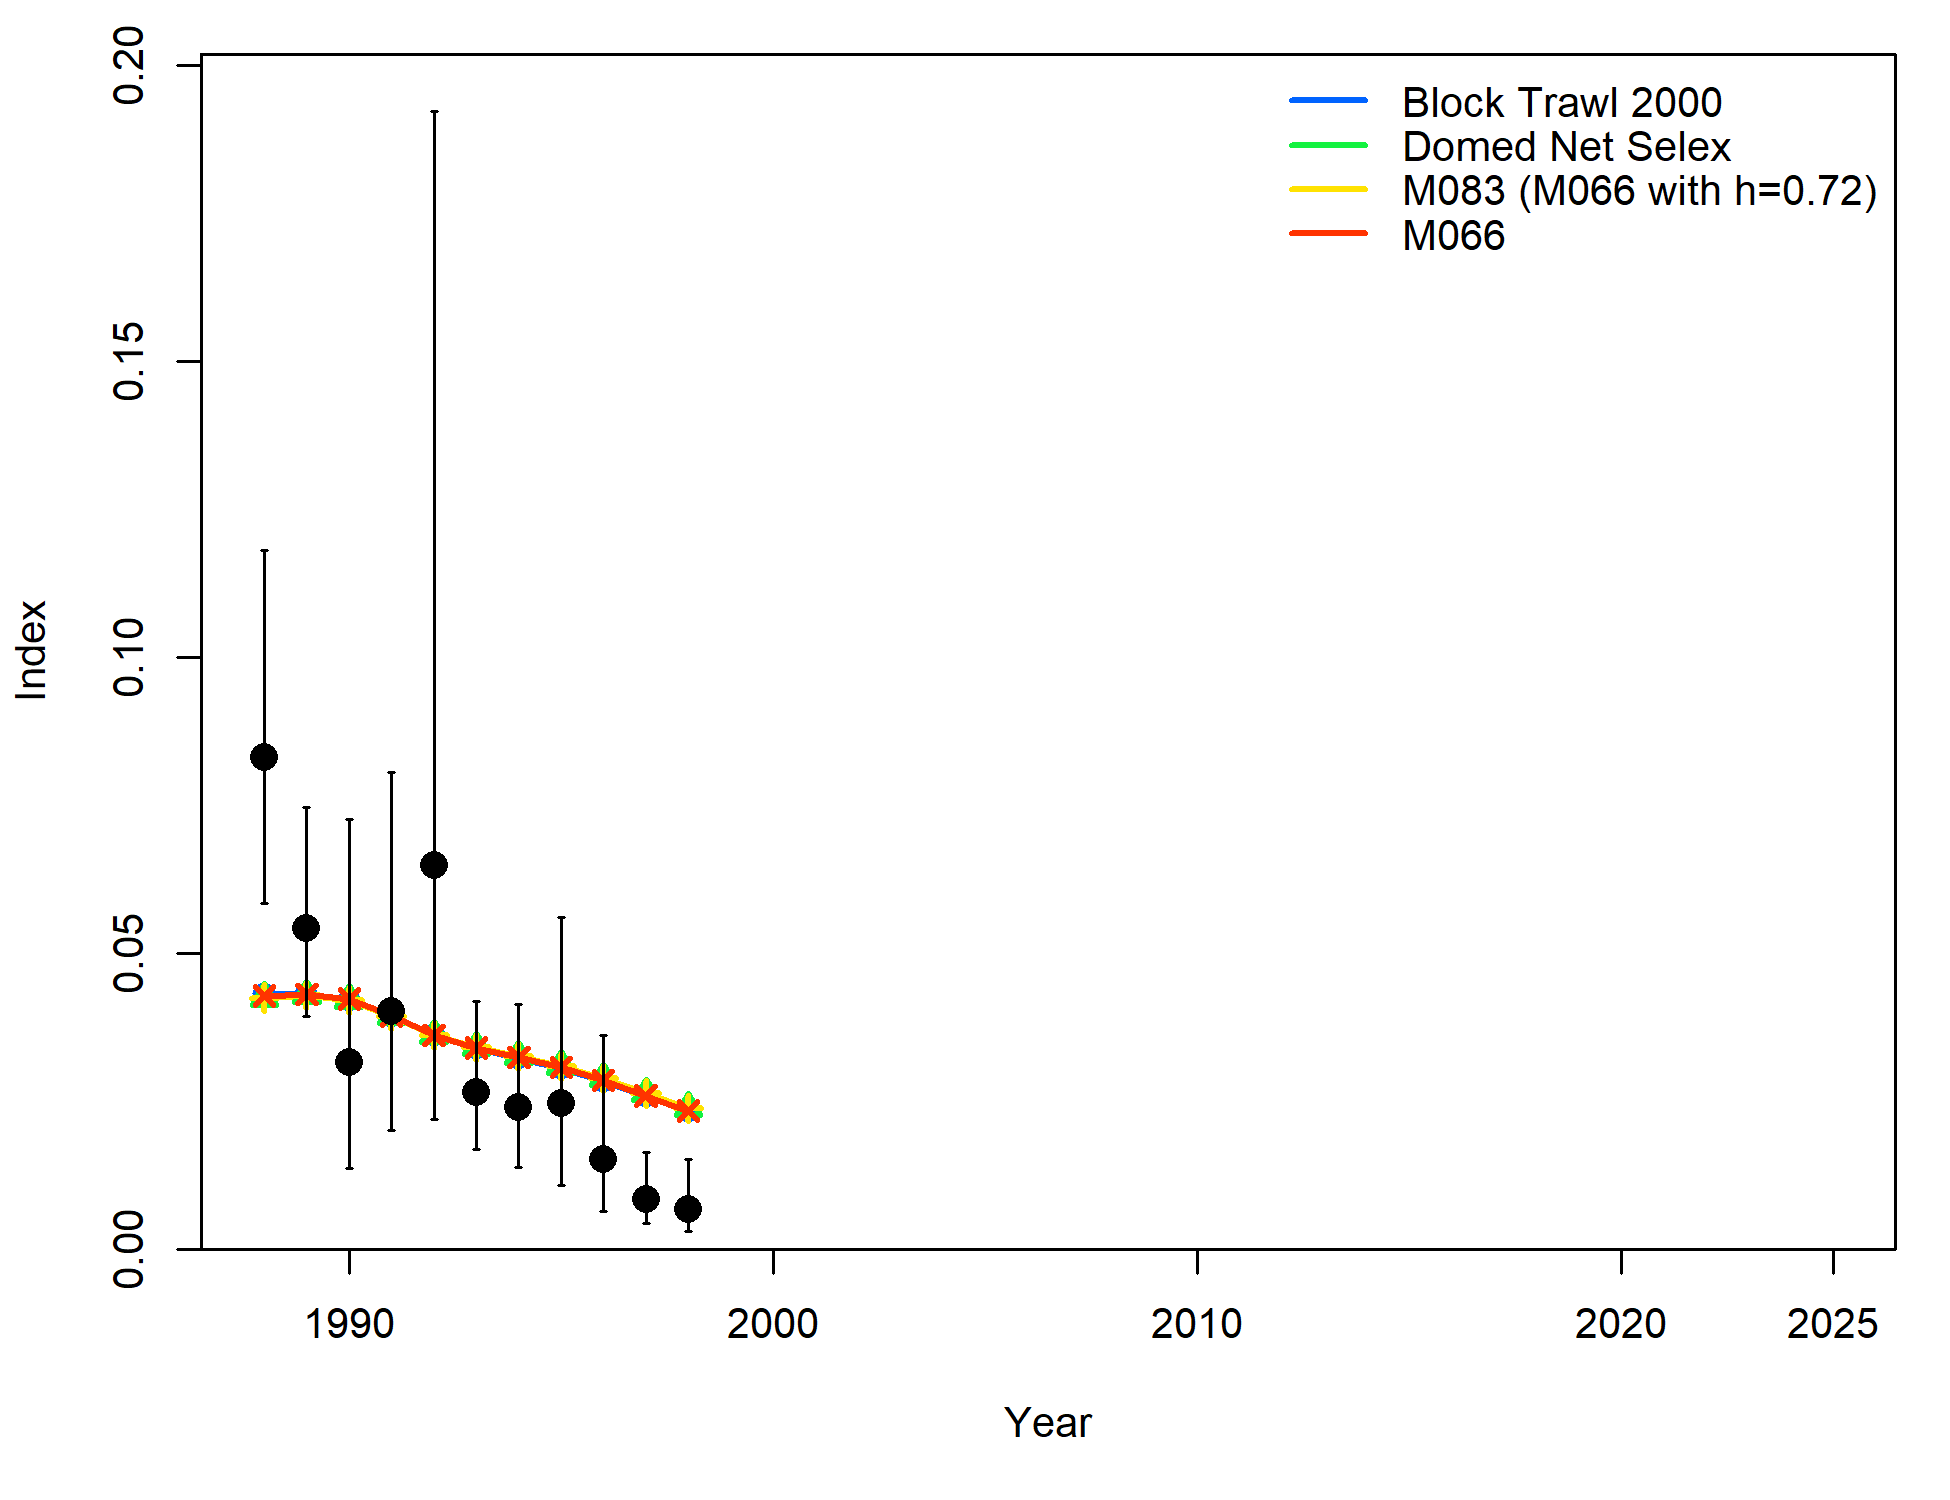 0.20
0.15
0.10
0.05
0.00
Index
Block Trawl 2000
Domed Net Selex
M083 (M066 with h=0.72)
M066
1990 2000 2010 2020 2025
Year